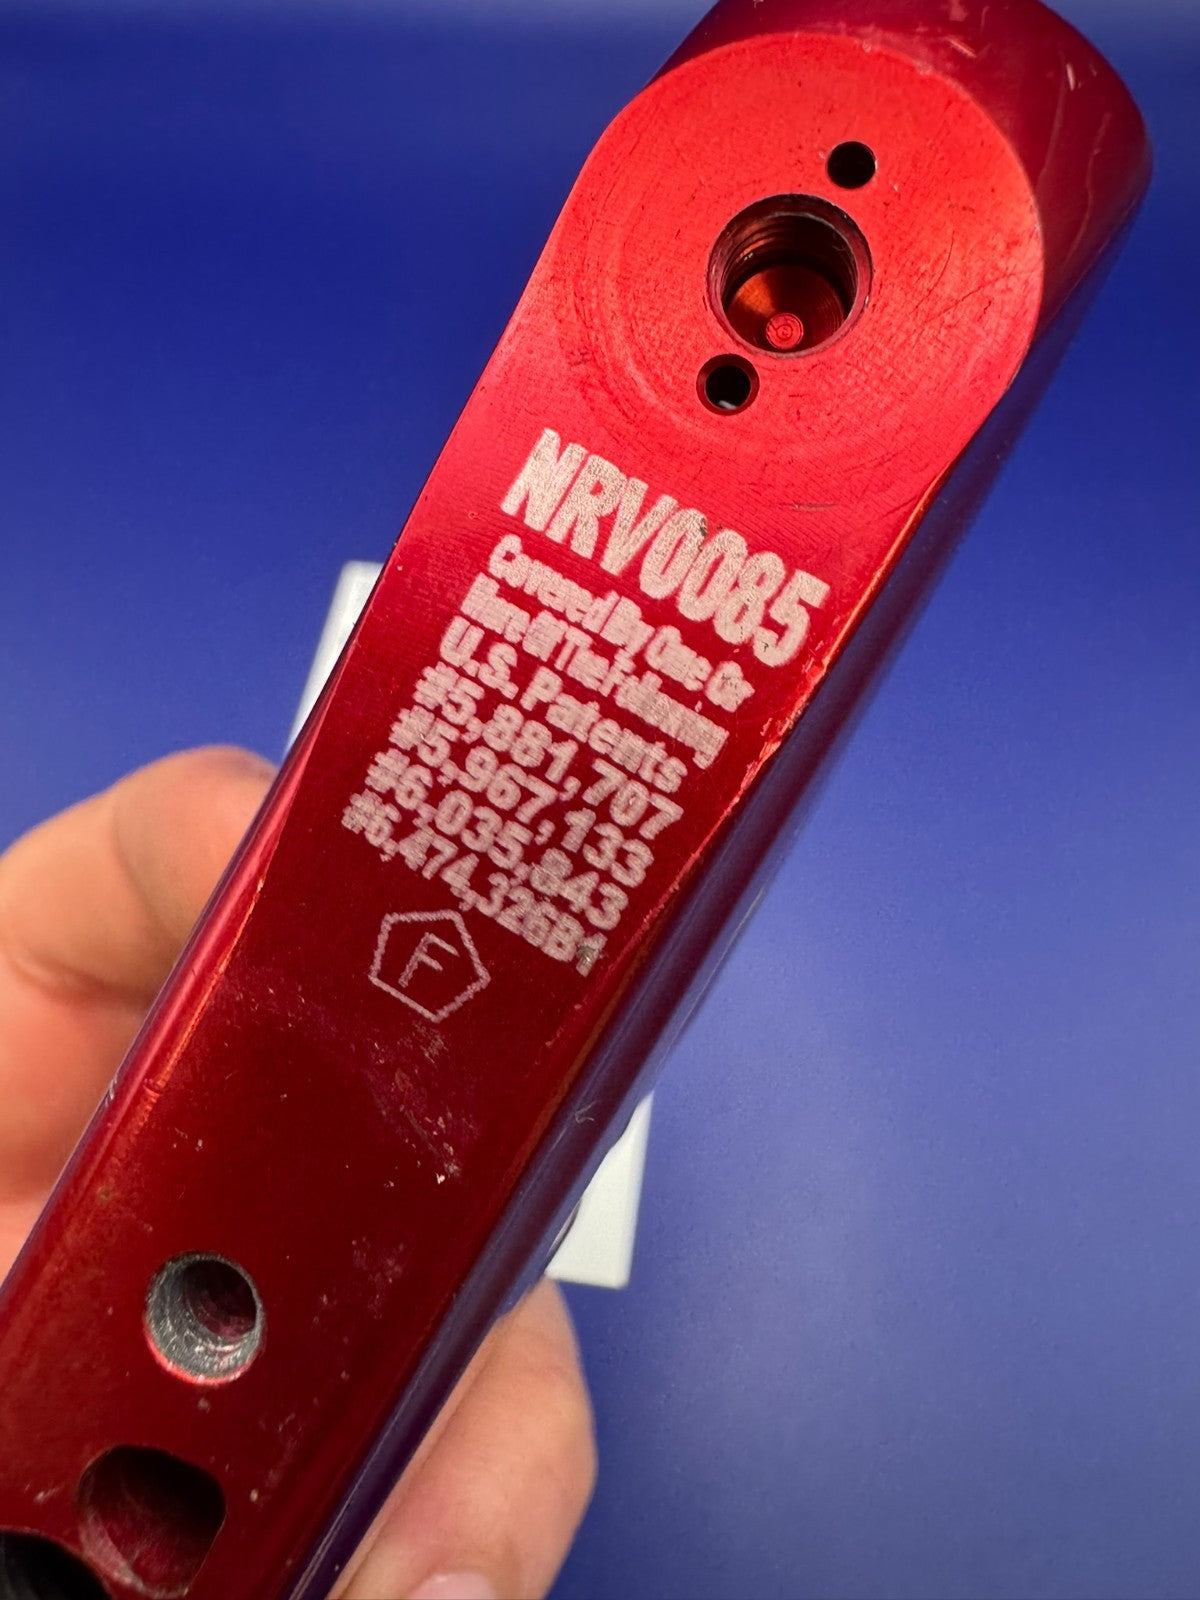 NRV0085
Covered By One Or
More Of The Following
U.S. Patents
#5,881,707
#5,967,133
#6,035,843
#6,474,326B1
F